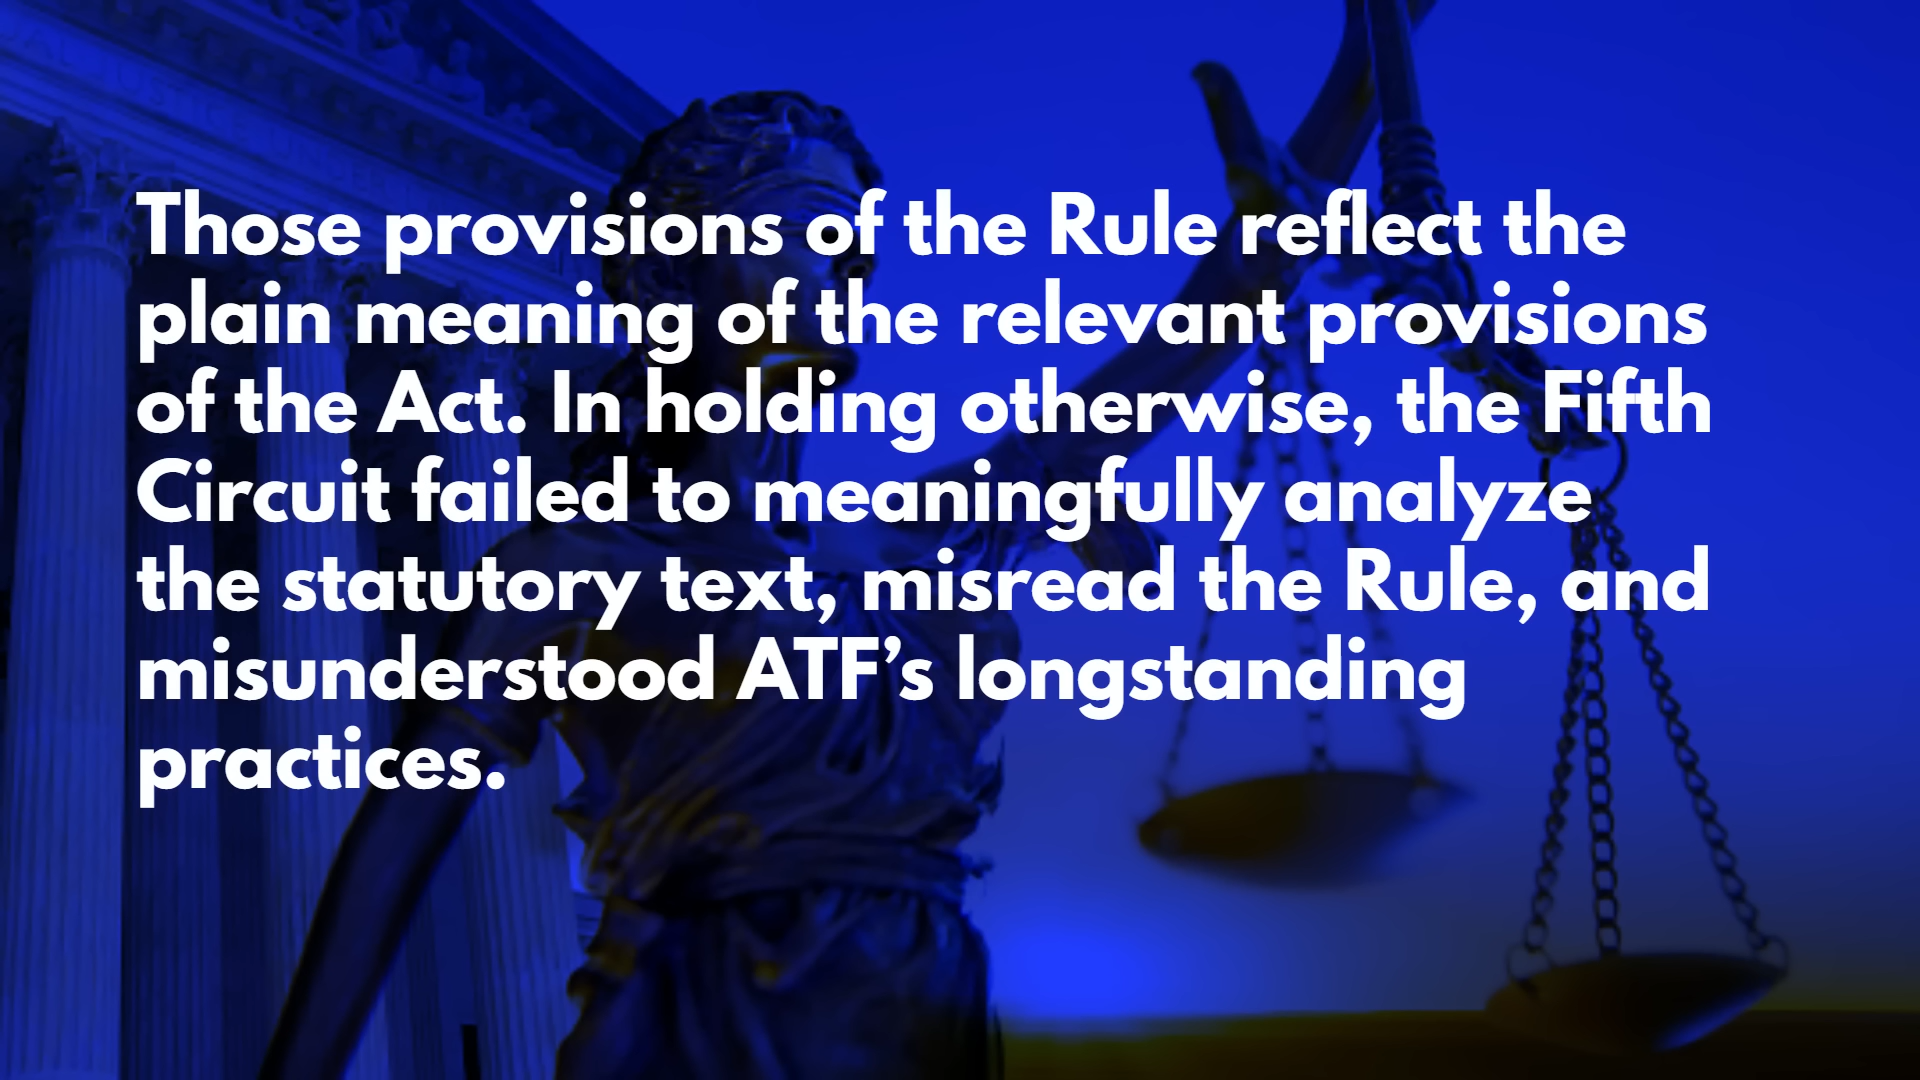 Those provisions of the Rule reflect the
plain meaning of the relevant provisions
of the Act. In holding otherwise, the Fifth
Circuit failed to meaningfully analyze
the statutory text, misread the Rule, and
misunderstood ATF’s longstanding
practices.